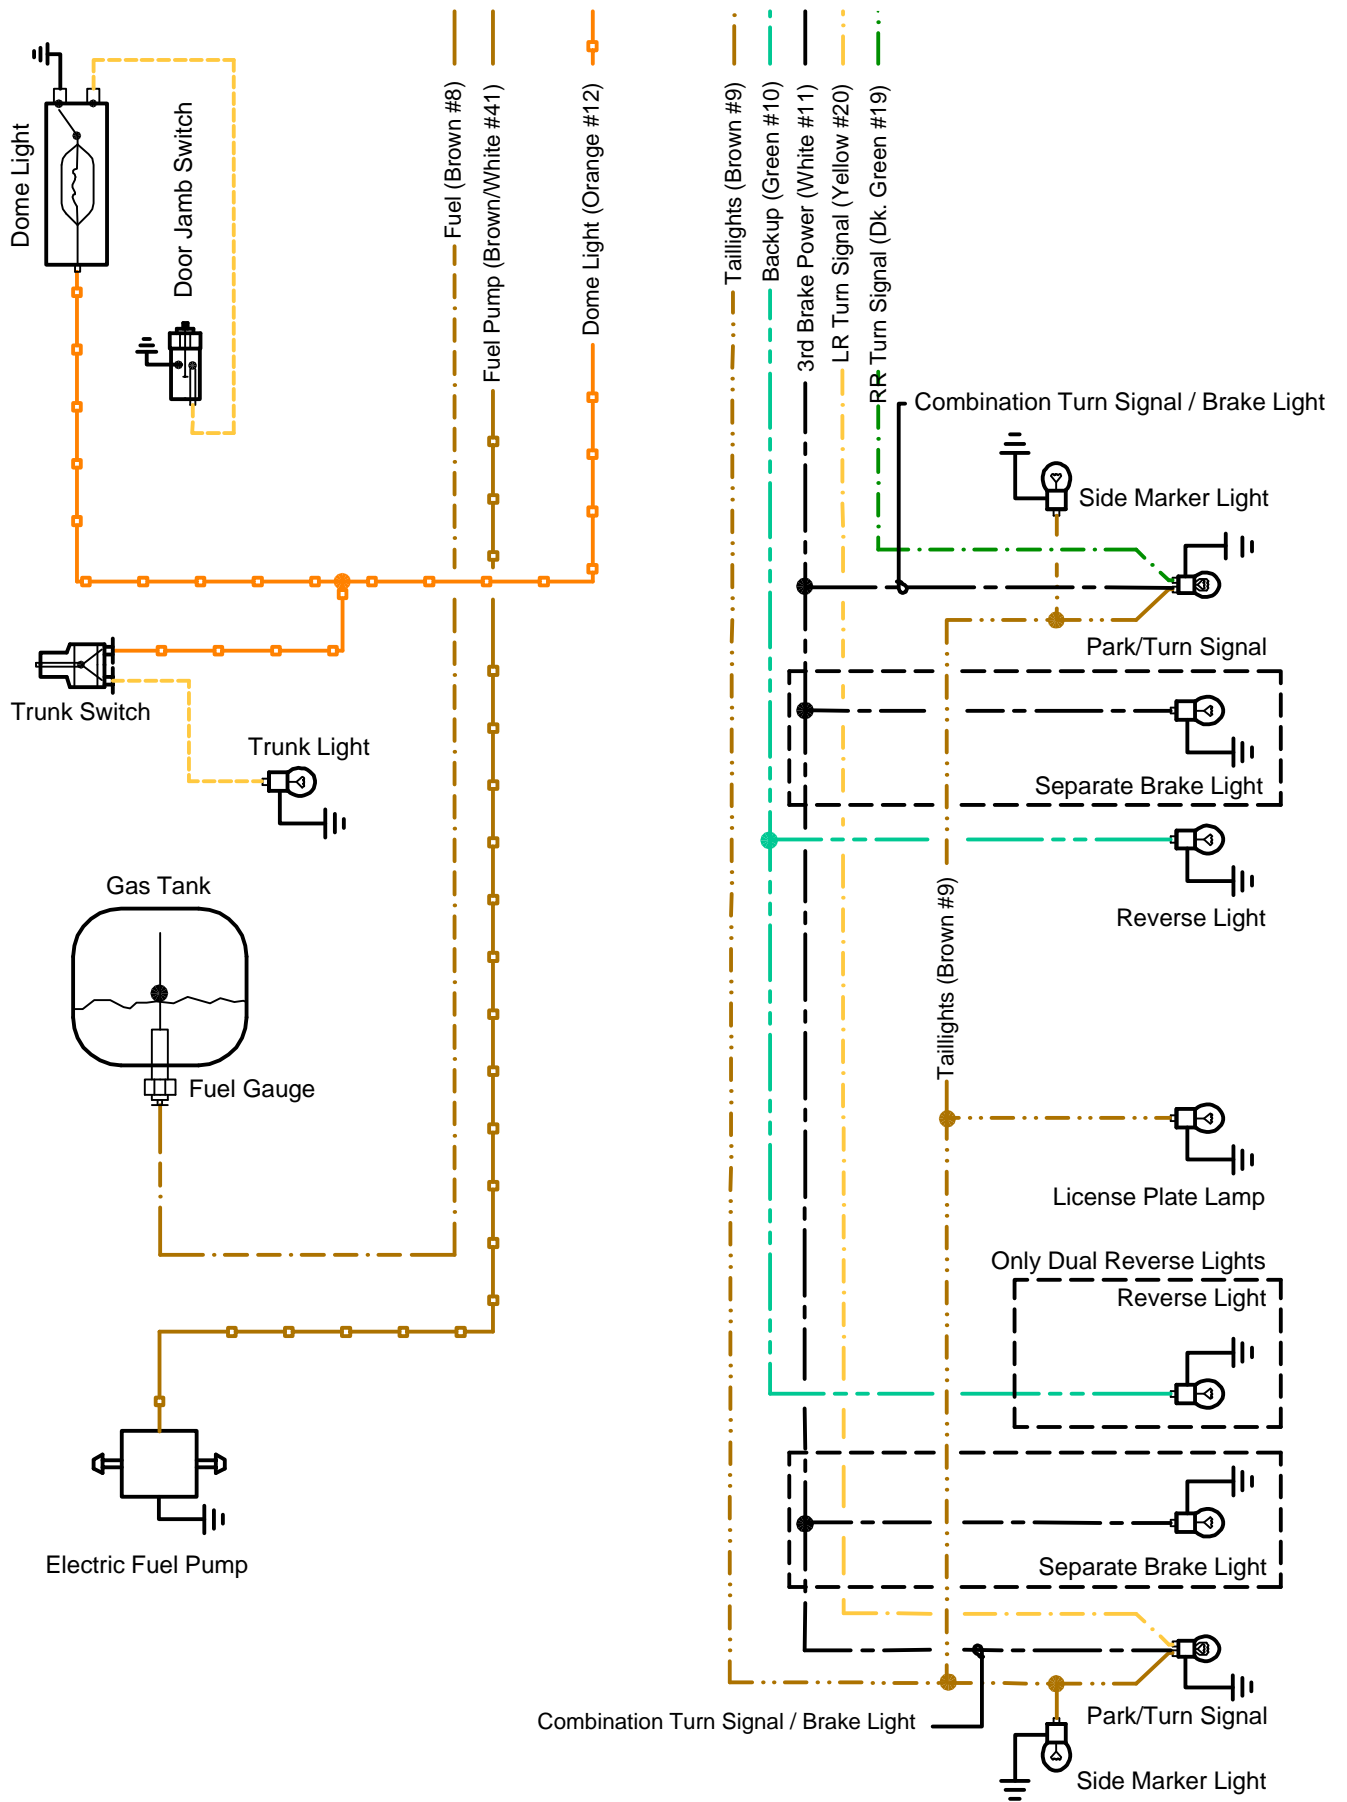 Dome Light
Door Jamb Switch
Fuel (Brown #8)
Fuel Pump (Brown/White #41)
Dome Light (Orange #12)
Taillights (Brown #9)
Backup (Green #10)
3rd Brake Power (White #11)
LR Turn Signal (Yellow #20)
RR Turn Signal (Dk. Green #19)
Combination Turn Signal / Brake Light
Side Marker Light
Park/Turn Signal
Trunk Switch
Trunk Light
Separate Brake Light
Gas Tank
Reverse Light
Taillights (Brown #9)
Fuel Gauge
License Plate Lamp
Only Dual Reverse Lights
Reverse Light
Electric Fuel Pump
Separate Brake Light
Combination Turn Signal / Brake Light
Park/Turn Signal
Side Marker Light